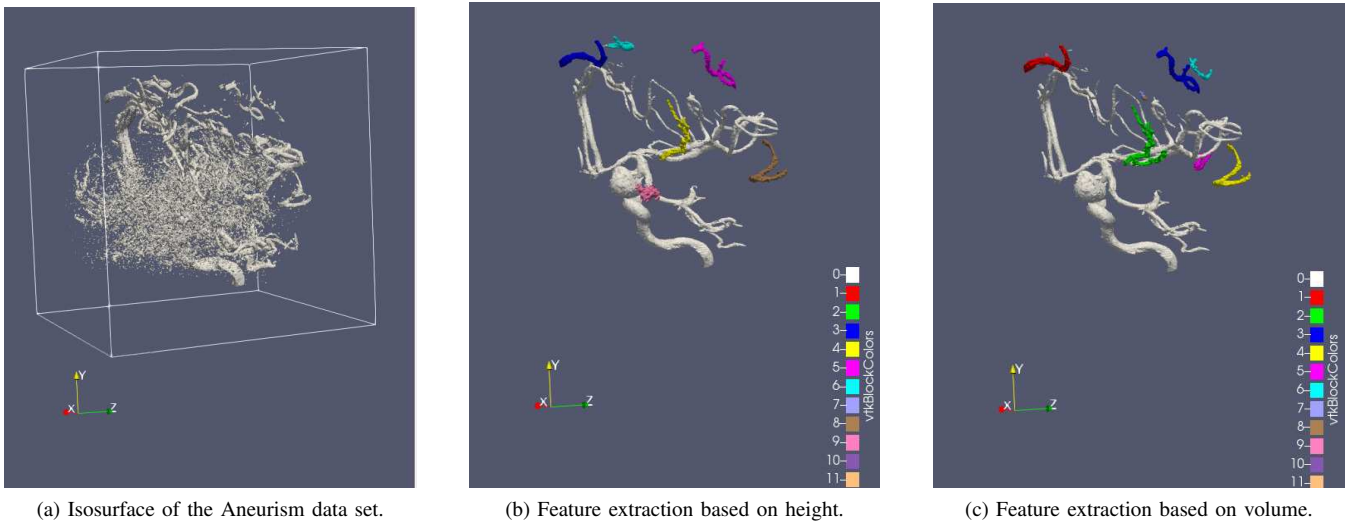 Y
X
Z
(a) Isosurface of the Aneurism data set.
0
1
2
3
4
5
6
7
8
9
10
11
vtkBlockColors
Y
X
Z
(b) Feature extraction based on height.
0
1
2
3
4
5
6
7
8
9
10
11
vtkBlockColors
Y
X
Z
(c) Feature extraction based on volume.